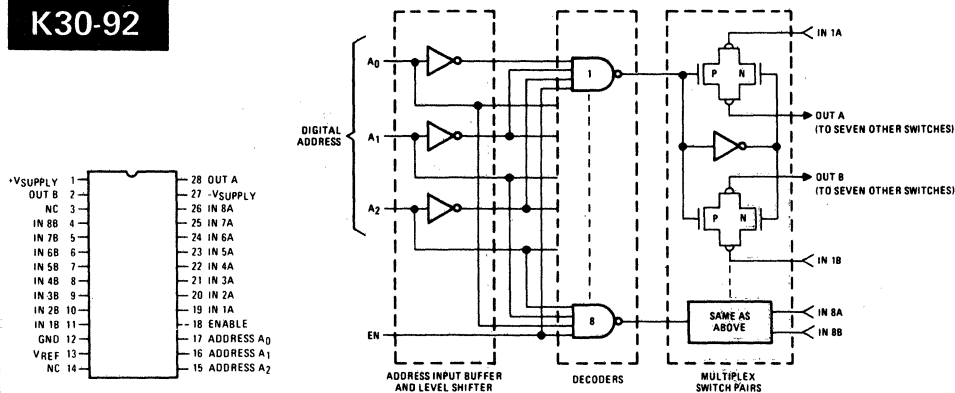 K30-92
+VSUPPLY 1
OUT B 2
NC 3
IN 8B 4
IN 7B 5
IN 6B 6
IN 5B 7
IN 4B 8
IN 3B 9
IN 2B 10
IN 1B 11
GND 12
VREF 13
NC 14
28 OUT A
27 -VSUPPLY
26 IN 8A
25 IN 7A
24 IN 6A
23 IN 5A
22 IN 4A
21 IN 3A
20 IN 2A
19 IN 1A
18 ENABLE
17 ADDRESS A0
16 ADDRESS A1
15 ADDRESS A2
DIGITAL
ADDRESS
A0
A1
A2
EN
ADDRESS INPUT BUFFER
AND LEVEL SHIFTER
1
8
DECODERS
P N
P N
IN 1A
OUT A
(TO SEVEN OTHER SWITCHES)
OUT B
(TO SEVEN OTHER SWITCHES)
IN 1B
SAME AS
ABOVE
IN 8A
IN 8B
MULTIPLEX
SWITCH PAIRS